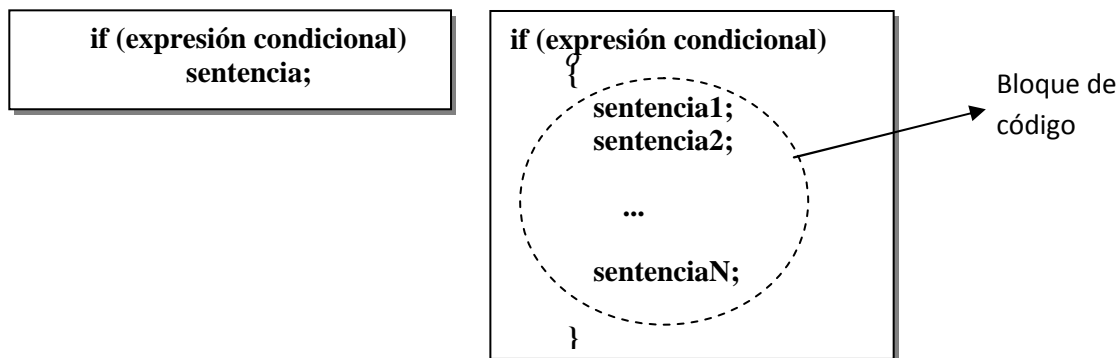 if (expresión condicional)
sentencia;
if (expresión condicional)
o
{
sentencia1;
sentencia2;
...
sentenciaN;
}
Bloque de
código